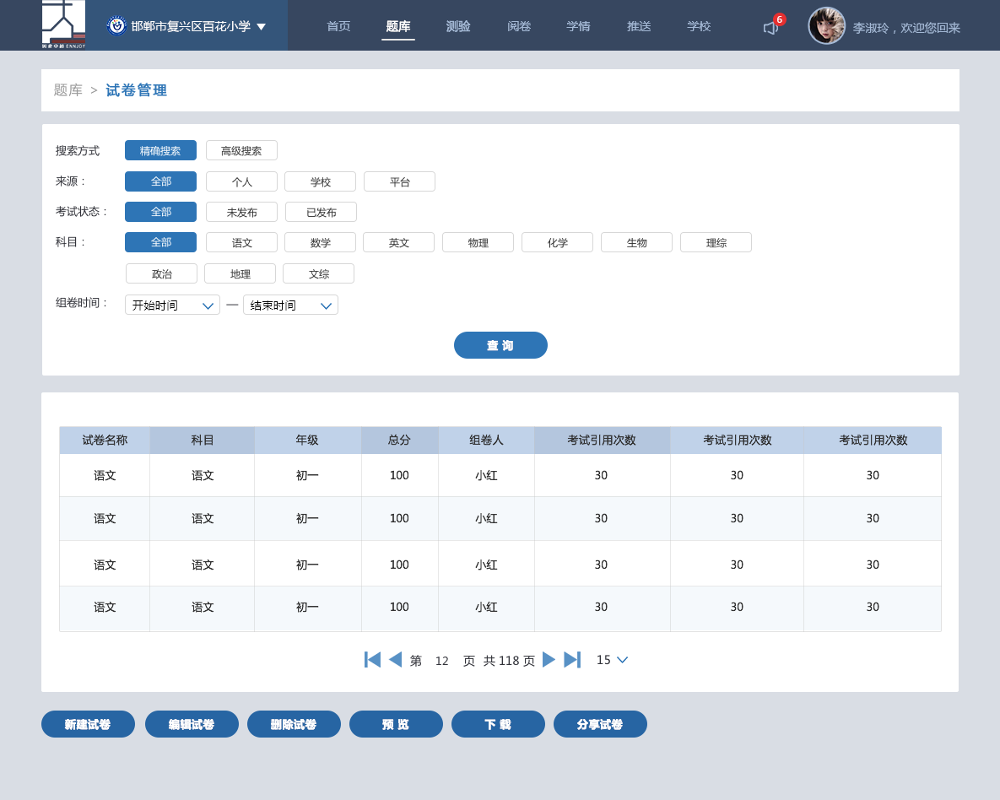 邯郸市复兴区百花小学 首页 题库 测验 阅卷 学情 推送 学校 6 李淑玲，欢迎您回来
ENNJOY
题库 > 试卷管理
搜索方式 精确搜索 高级搜索
来源： 全部 个人 学校 平台
考试状态： 全部 未发布 已发布
科目： 全部 语文 数学 英文 物理 化学 生物 理综
政治 地理 文综
组卷时间： 开始时间 — 结束时间
查 询
试卷名称 科目 年级 总分 组卷人 考试引用次数 考试引用次数 考试引用次数
语文 语文 初一 100 小红 30 30 30
语文 语文 初一 100 小红 30 30 30
语文 语文 初一 100 小红 30 30 30
语文 语文 初一 100 小红 30 30 30
第 12 页 共 118 页 15
新建试卷 编辑试卷 删除试卷 预 览 下 载 分享试卷